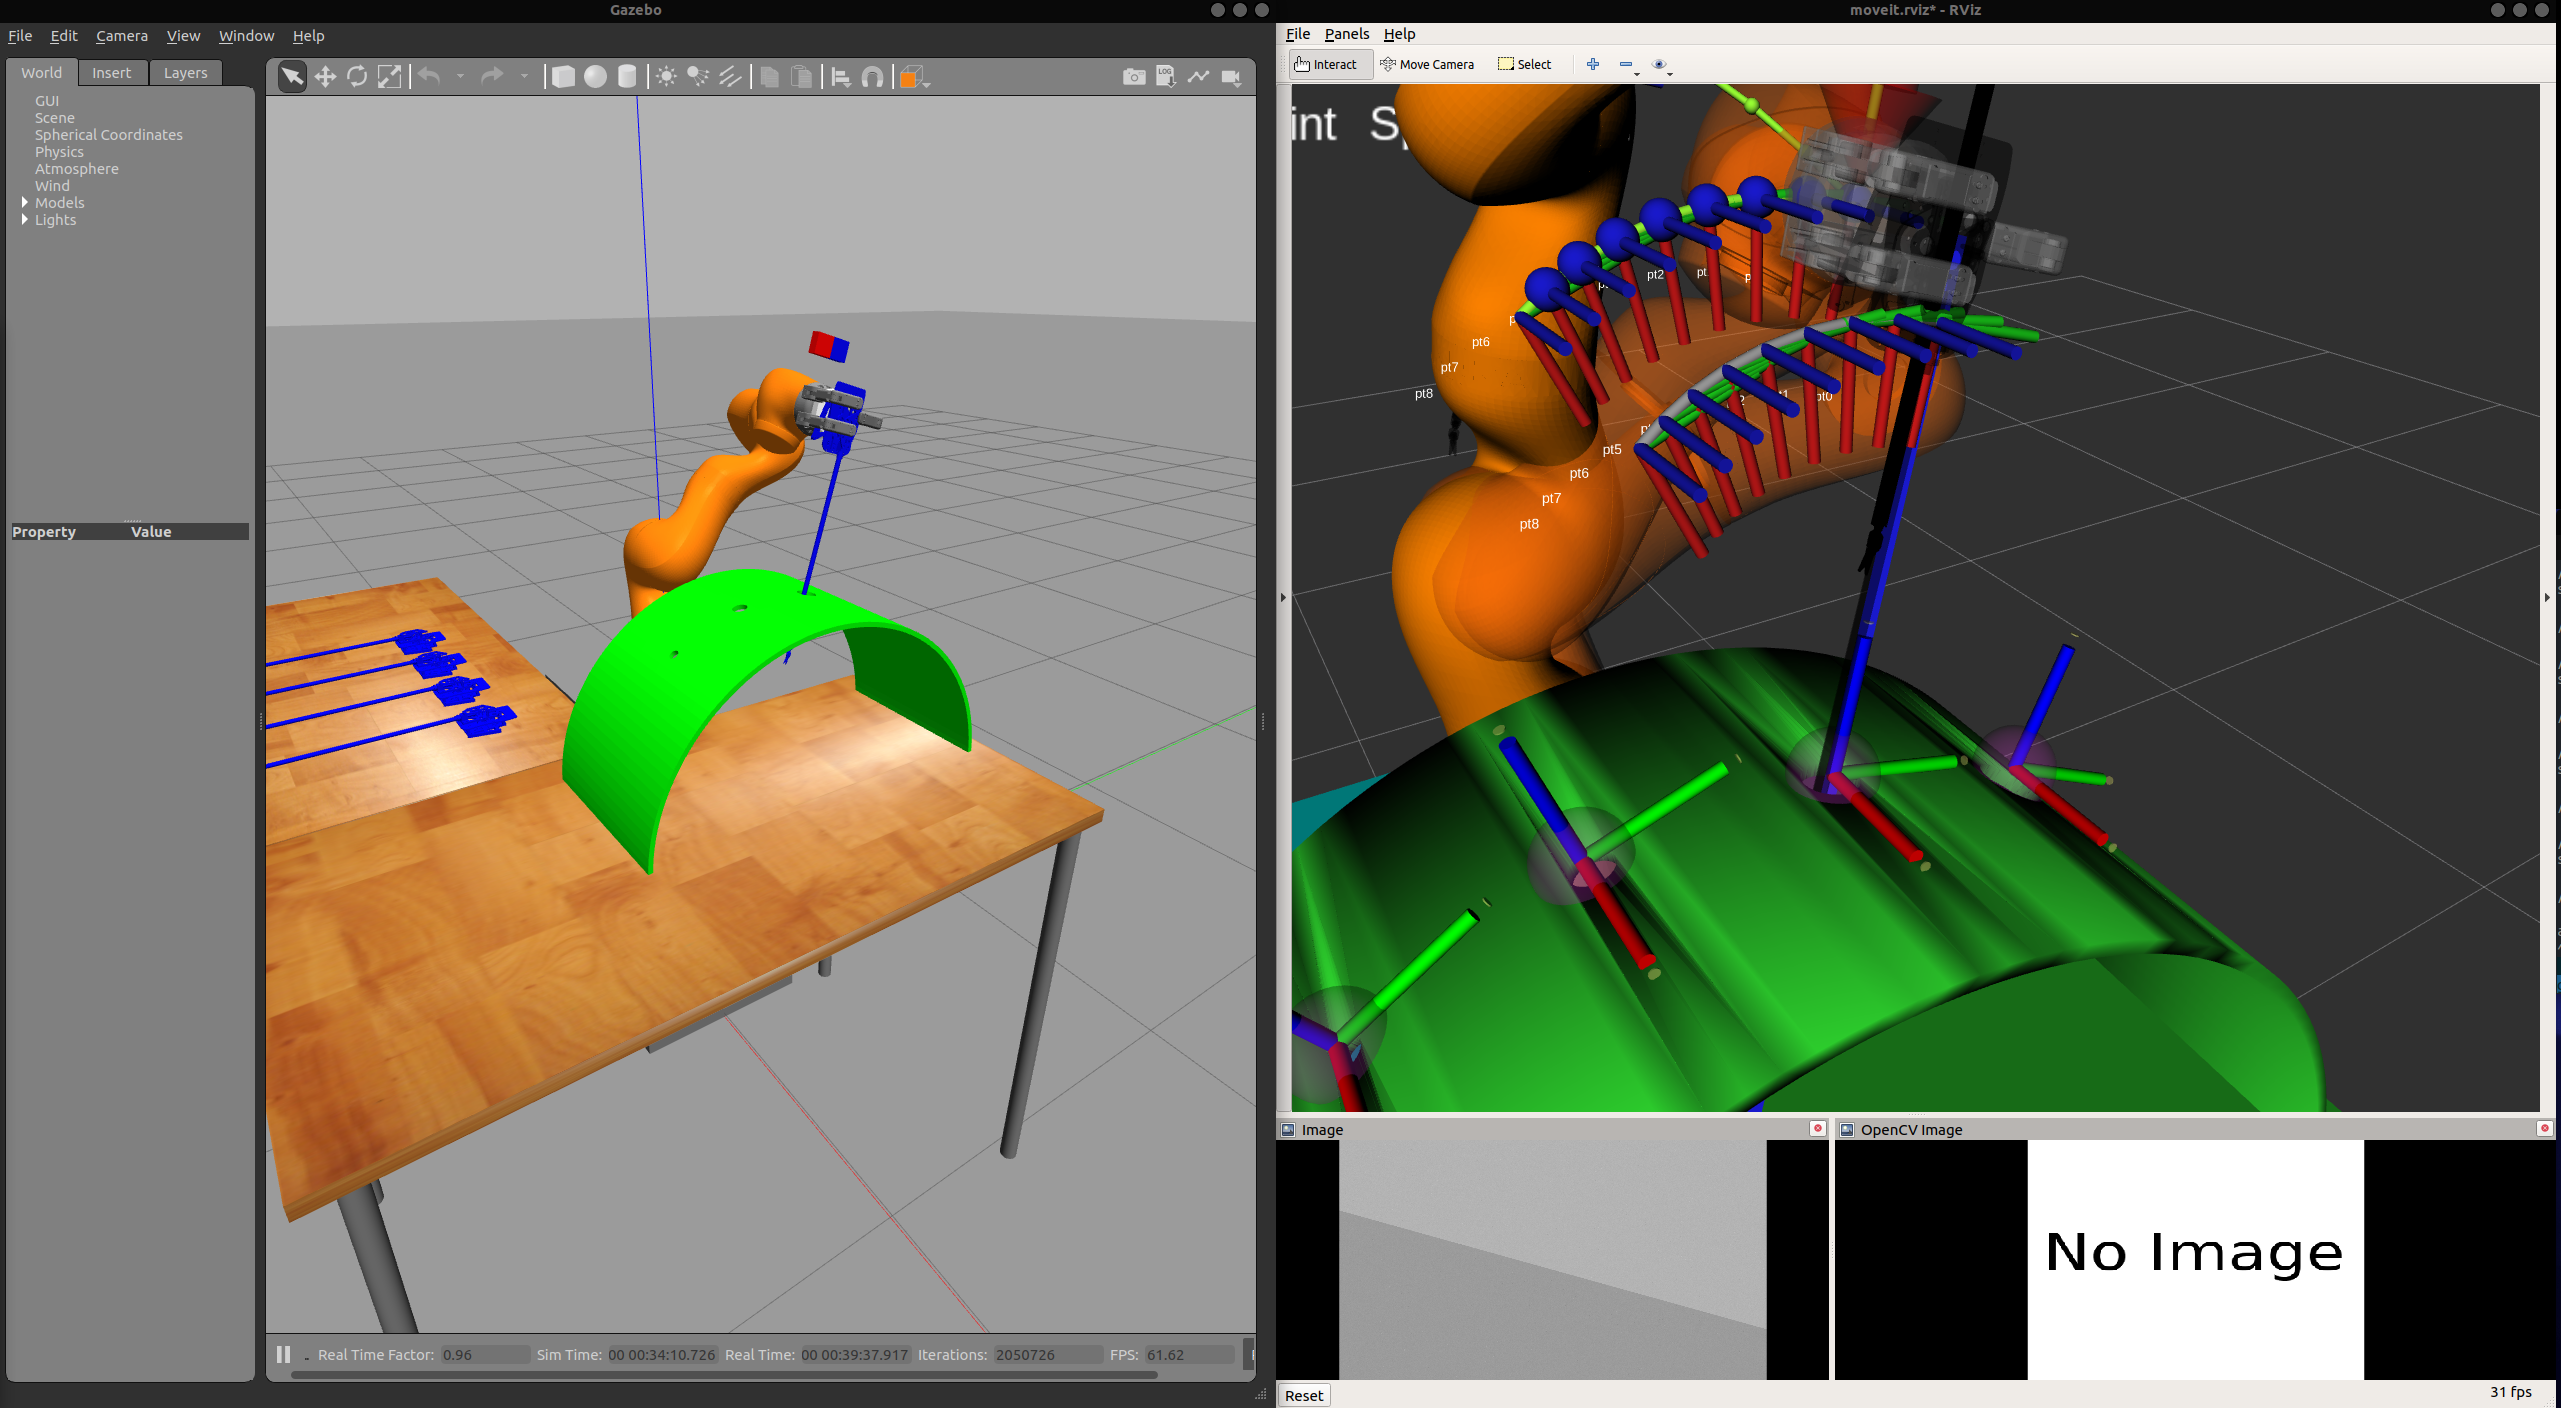 Gazebo
File Edit Camera View Window Help
World Insert Layers
GUI
Scene
Spherical Coordinates
Physics
Atmosphere
Wind
Models
Lights
Property Value
LOG
Real Time Factor: 0.96 Sim Time: 00 00:34:10.726 Real Time: 00 00:39:37.917 Iterations: 2050726 FPS: 61.62
moveit.rviz* - RViz
File Panels Help
Interact Move Camera Select
int S
pt2
pt
pt6
pt7
pt8
pt0
pt5
pt6
pt7
pt8
Image
OpenCV Image
No Image
Reset
31 fps